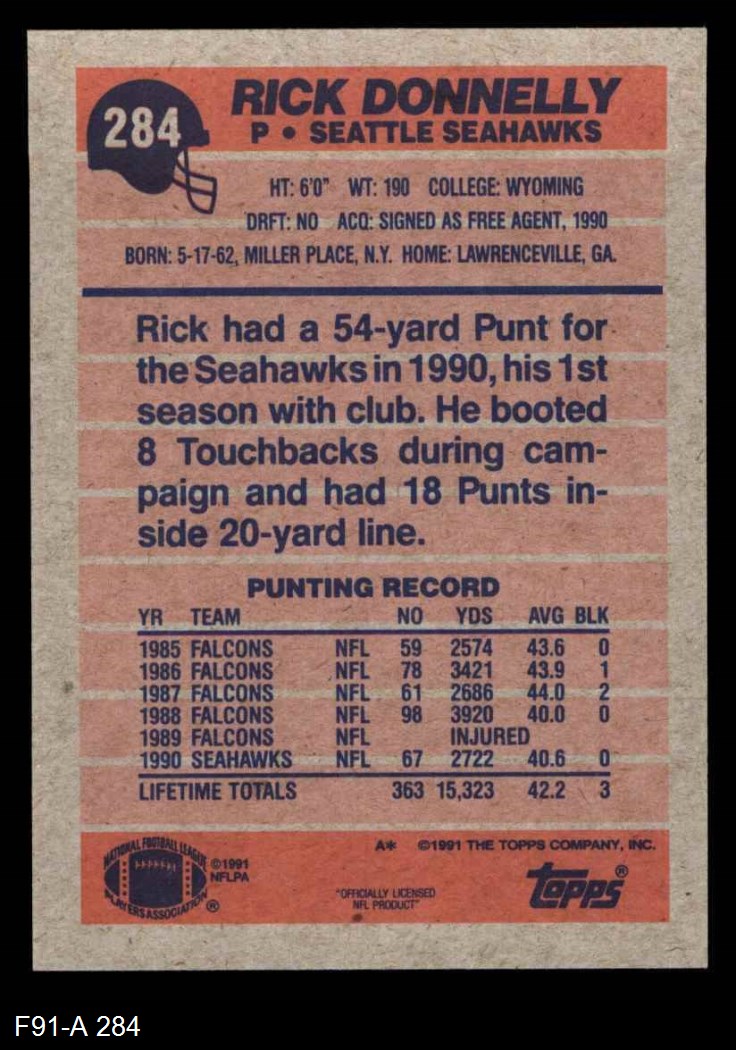 284
RICK DONNELLY
P • SEATTLE SEAHAWKS
HT: 6'0" WT: 190 COLLEGE: WYOMING
DRFT: NO ACQ: SIGNED AS FREE AGENT, 1990
BORN: 5-17-62, MILLER PLACE, N.Y. HOME: LAWRENCEVILLE, GA.
Rick had a 54-yard Punt for
the Seahawks in 1990, his 1st
season with club. He booted
8 Touchbacks during cam-
paign and had 18 Punts in-
side 20-yard line.
PUNTING RECORD
YR TEAM NO YDS AVG BLK
1985 FALCONS NFL 59 2574 43.6 0
1986 FALCONS NFL 78 3421 43.9 1
1987 FALCONS NFL 61 2686 44.0 2
1988 FALCONS NFL 98 3920 40.0 0
1989 FALCONS NFL INJURED
1990 SEAHAWKS NFL 67 2722 40.6 0
LIFETIME TOTALS 363 15,323 42.2 3
A* ©1991 THE TOPPS COMPANY, INC.
NATIONAL FOOTBALL LEAGUE
PLAYERS ASSOCIATION ®
©1991
NFLPA
"OFFICIALLY LICENSED
NFL PRODUCT"
topps®
F91-A 284